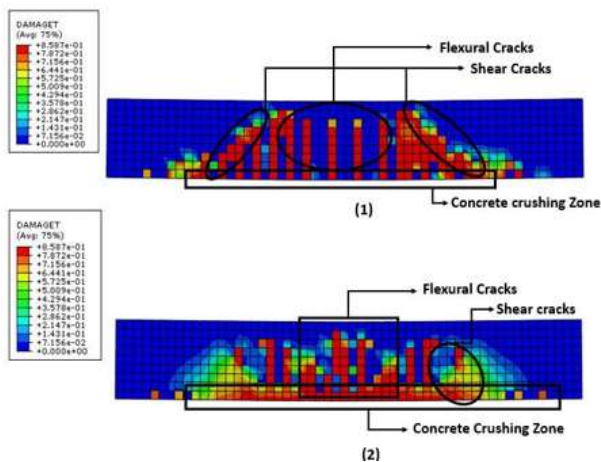 DAMAGET
(Avg: 75%)
+8.587e-01
+7.872e-01
+7.156e-01
+6.441e-01
+5.725e-01
+5.009e-01
+4.294e-01
+3.578e-01
+2.862e-01
+2.147e-01
+1.431e-01
+7.156e-02
+0.000e+00
Flexural Cracks
Shear Cracks
Concrete crushing Zone
(1)
DAMAGET
(Avg: 75%)
+8.587e-01
+7.872e-01
+7.156e-01
+6.441e-01
+5.725e-01
+5.009e-01
+4.294e-01
+3.578e-01
+2.862e-01
+2.147e-01
+1.431e-01
+7.156e-02
+0.000e+00
Flexural Cracks
Shear cracks
Concrete Crushing Zone
(2)